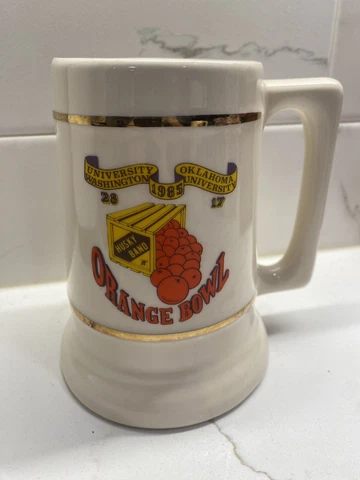 UNIVERSITY
WASHINGTON
1985
OKLAHOMA
UNIVERSITY
28
17
HUSKY
BAND
ORANGE BOWL